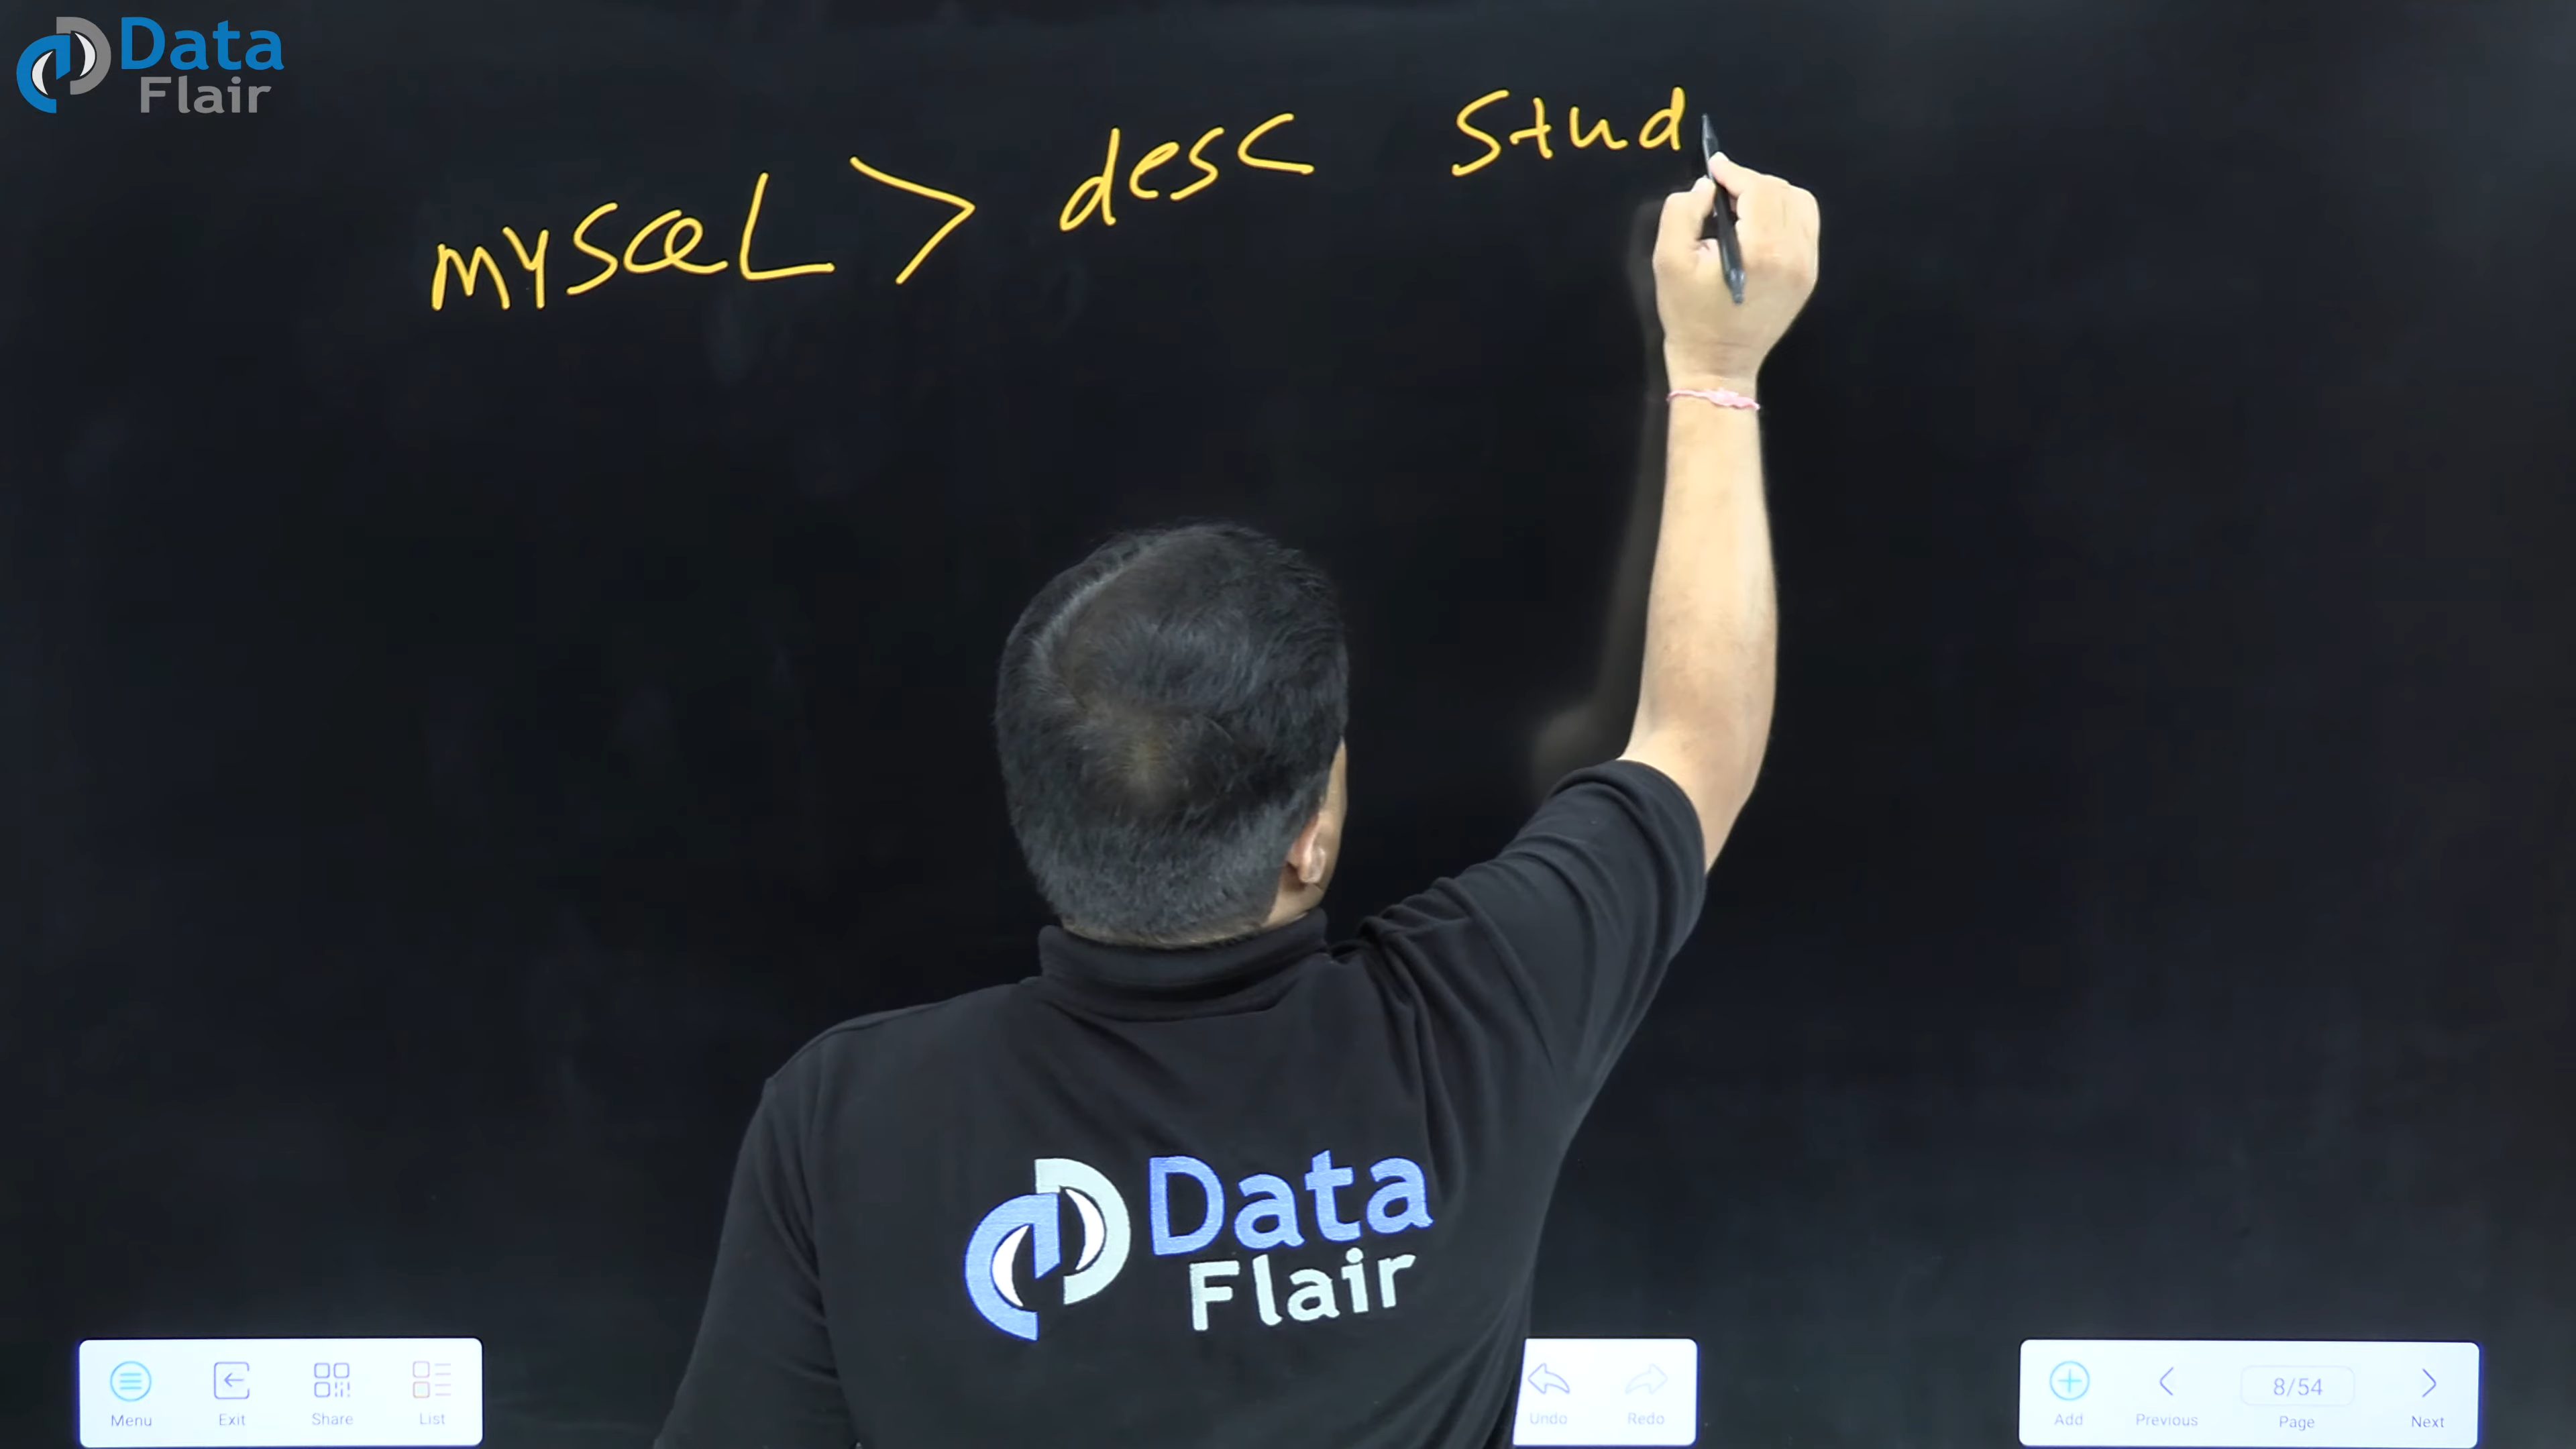 Data
Flair
mysQL > desc stud
Data
Flair
Menu Exit Share List Undo Redo Add Previous 8/54 Page Next